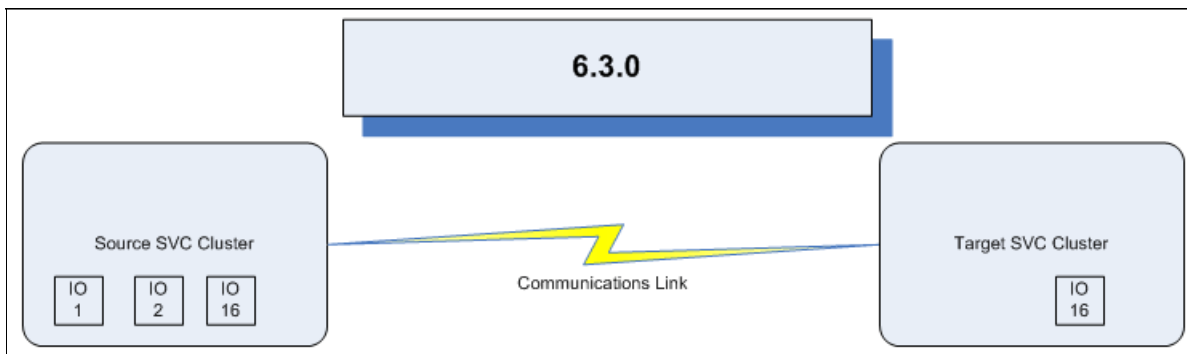 6.3.0
Source SVC Cluster
IO
1
IO
2
IO
16
Communications Link
Target SVC Cluster
IO
16